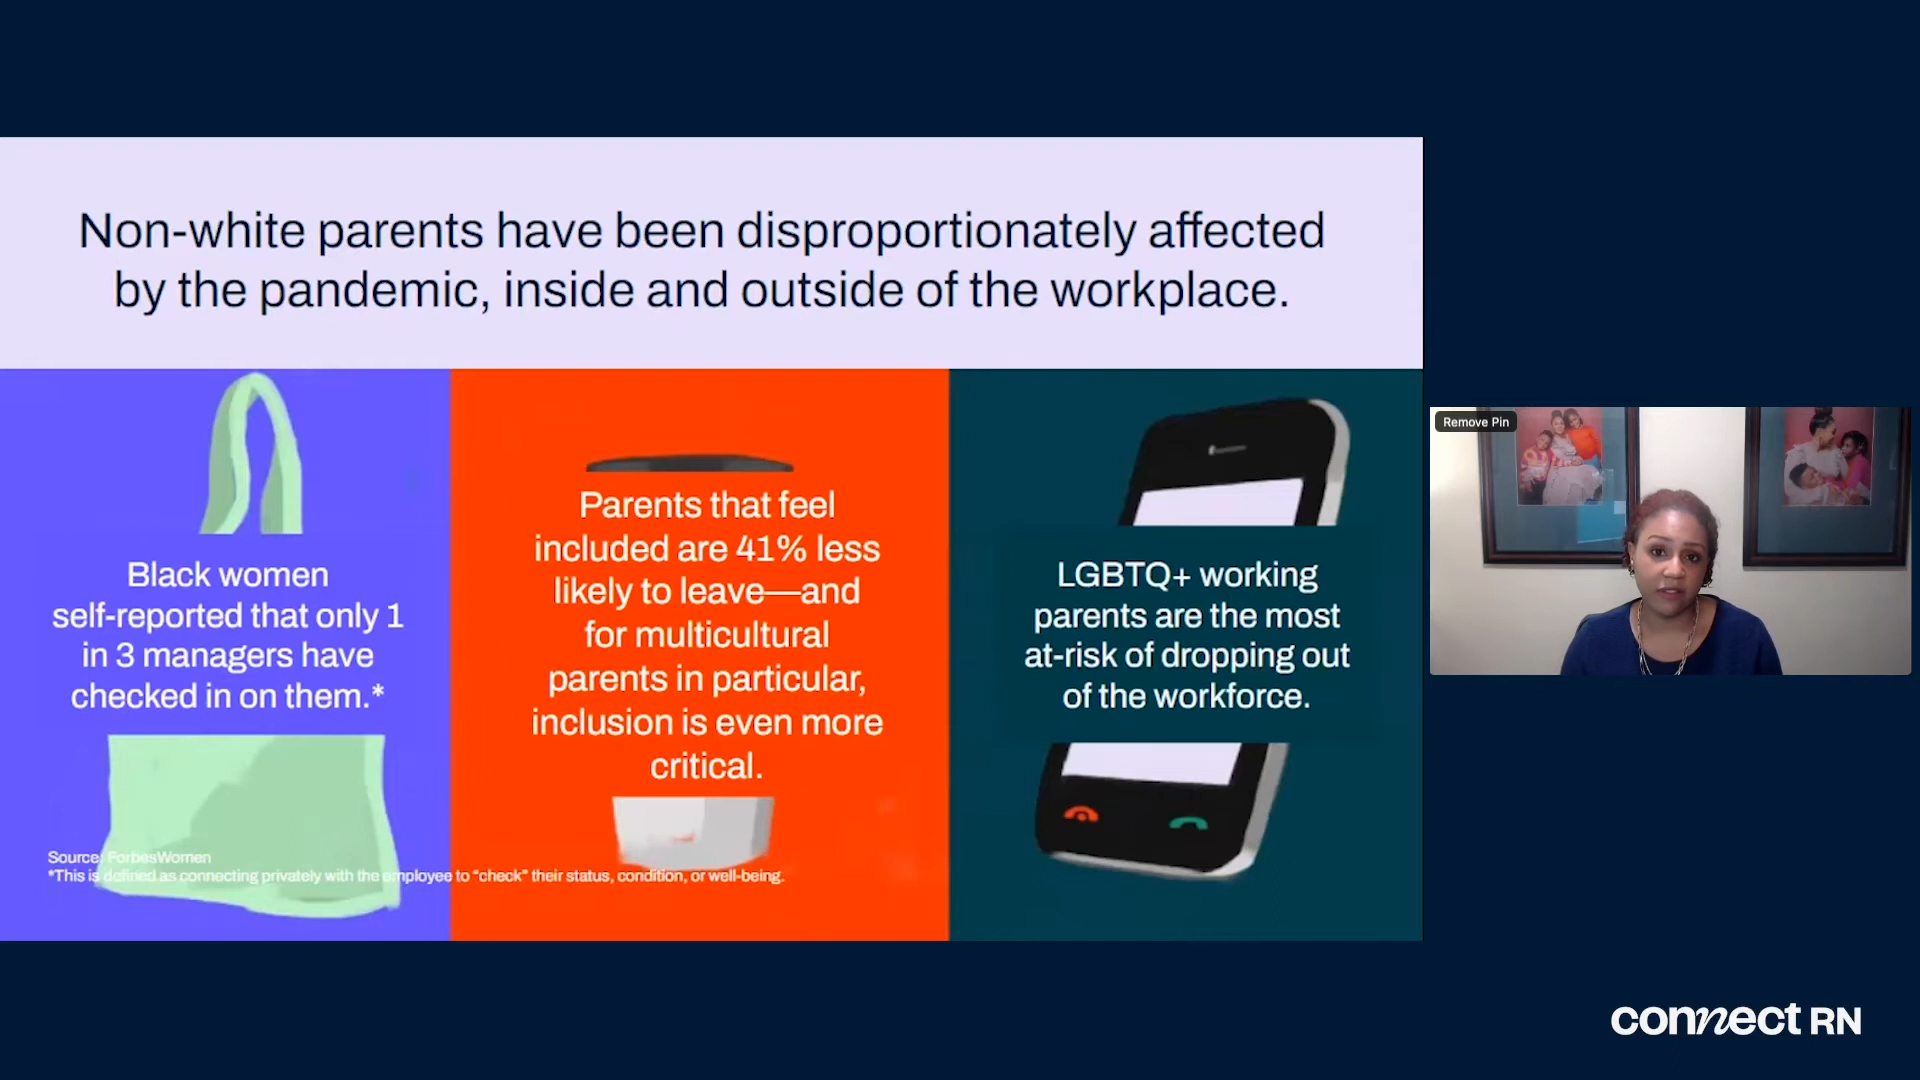 Non-white parents have been disproportionately affected
by the pandemic, inside and outside of the workplace.
Black women
self-reported that only 1
in 3 managers have
checked in on them.*
Parents that feel
included are 41% less
likely to leave—and
for multicultural
parents in particular,
inclusion is even more
critical.
LGBTQ+ working
parents are the most
at-risk of dropping out
of the workforce.
Source: ForbesWomen
*This is defined as connecting privately with the employee to “check” their status, condition, or well-being.
Remove Pin
connect RN